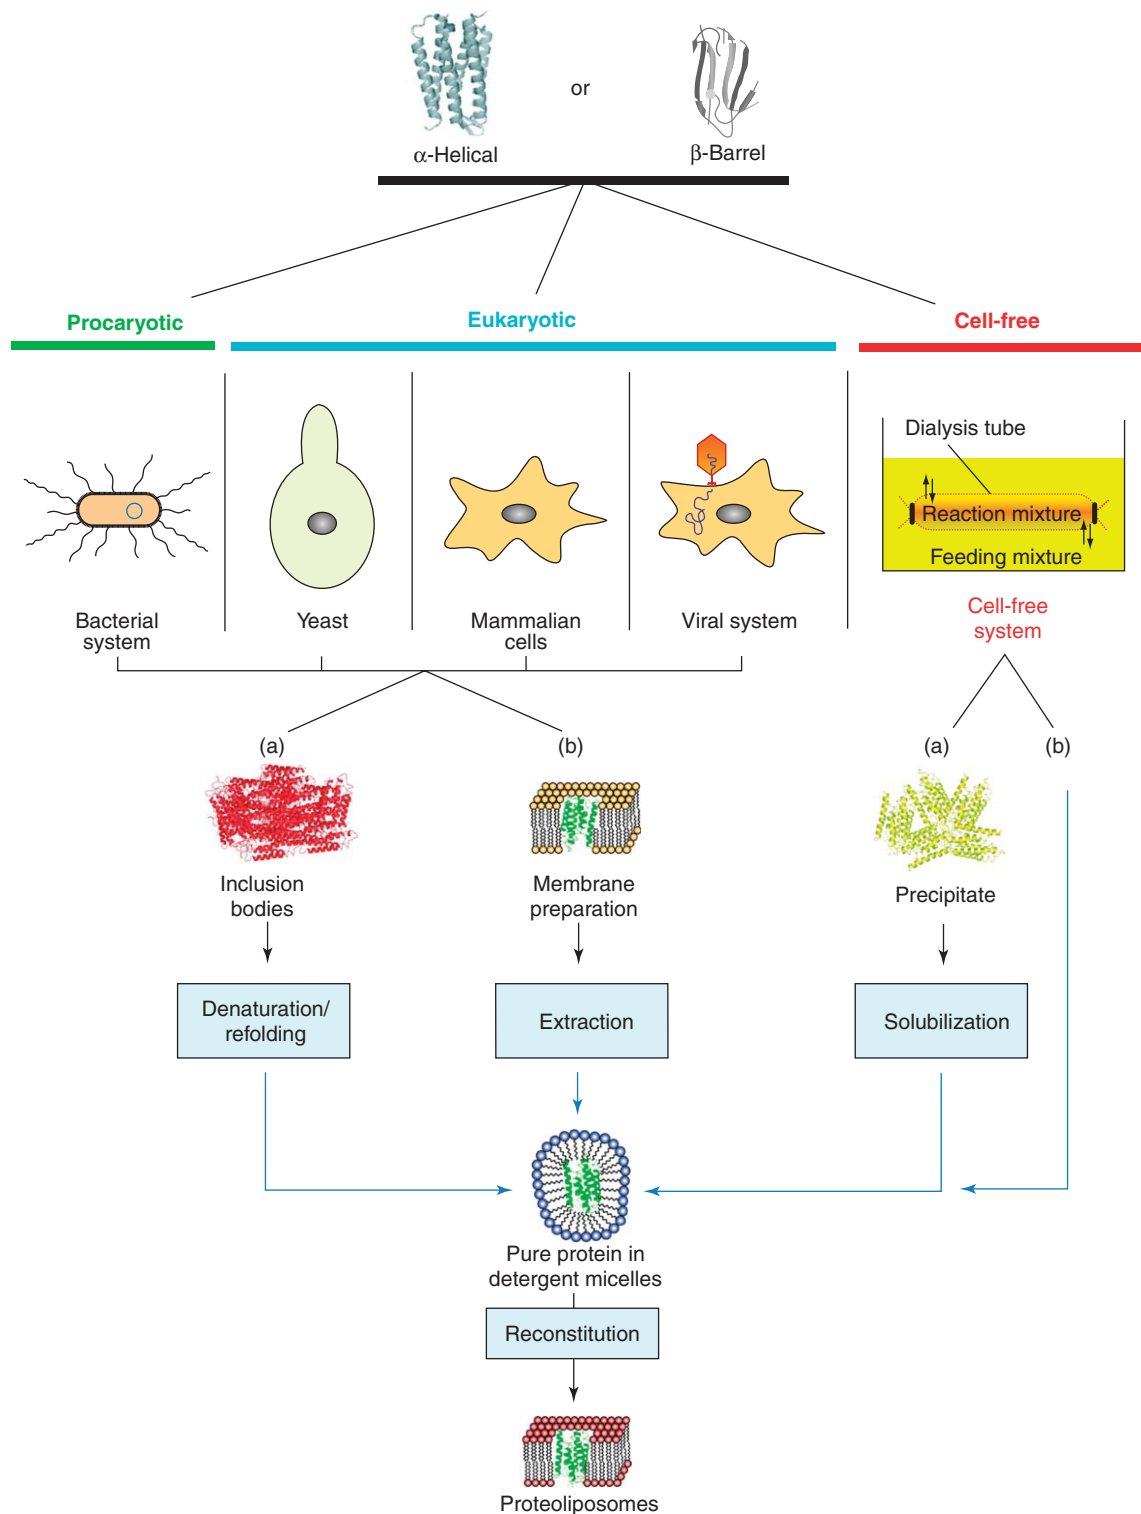 or
α-Helical
β-Barrel
Procaryotic
Eukaryotic
Cell-free
Dialysis tube
Reaction mixture
Feeding mixture
Bacterial
system
Yeast
Mammalian
cells
Viral system
Cell-free
system
(a)
(b)
(a)
(b)
Inclusion
bodies
Membrane
preparation
Precipitate
Denaturation/
refolding
Extraction
Solubilization
Pure protein in
detergent micelles
Reconstitution
Proteoliposomes